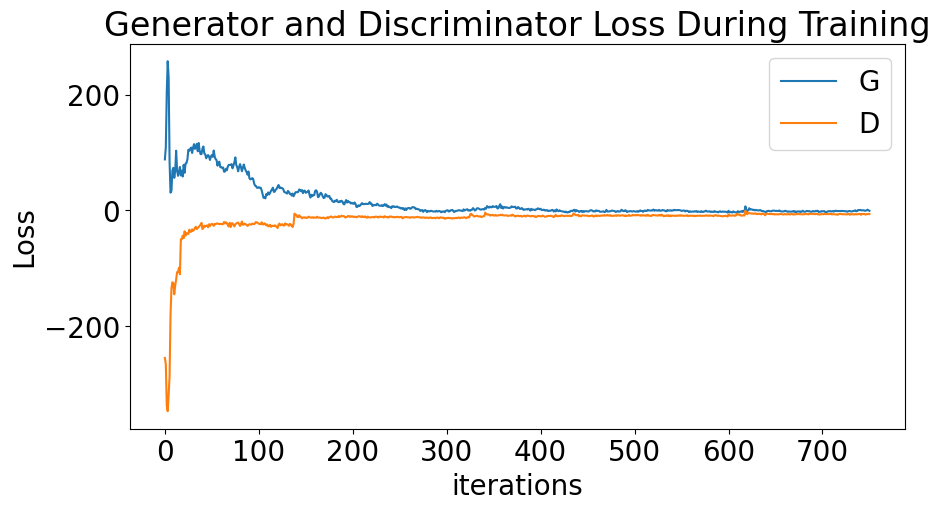 Generator and Discriminator Loss During Training
G
D
200
0
−200
Loss
0 100 200 300 400 500 600 700
iterations